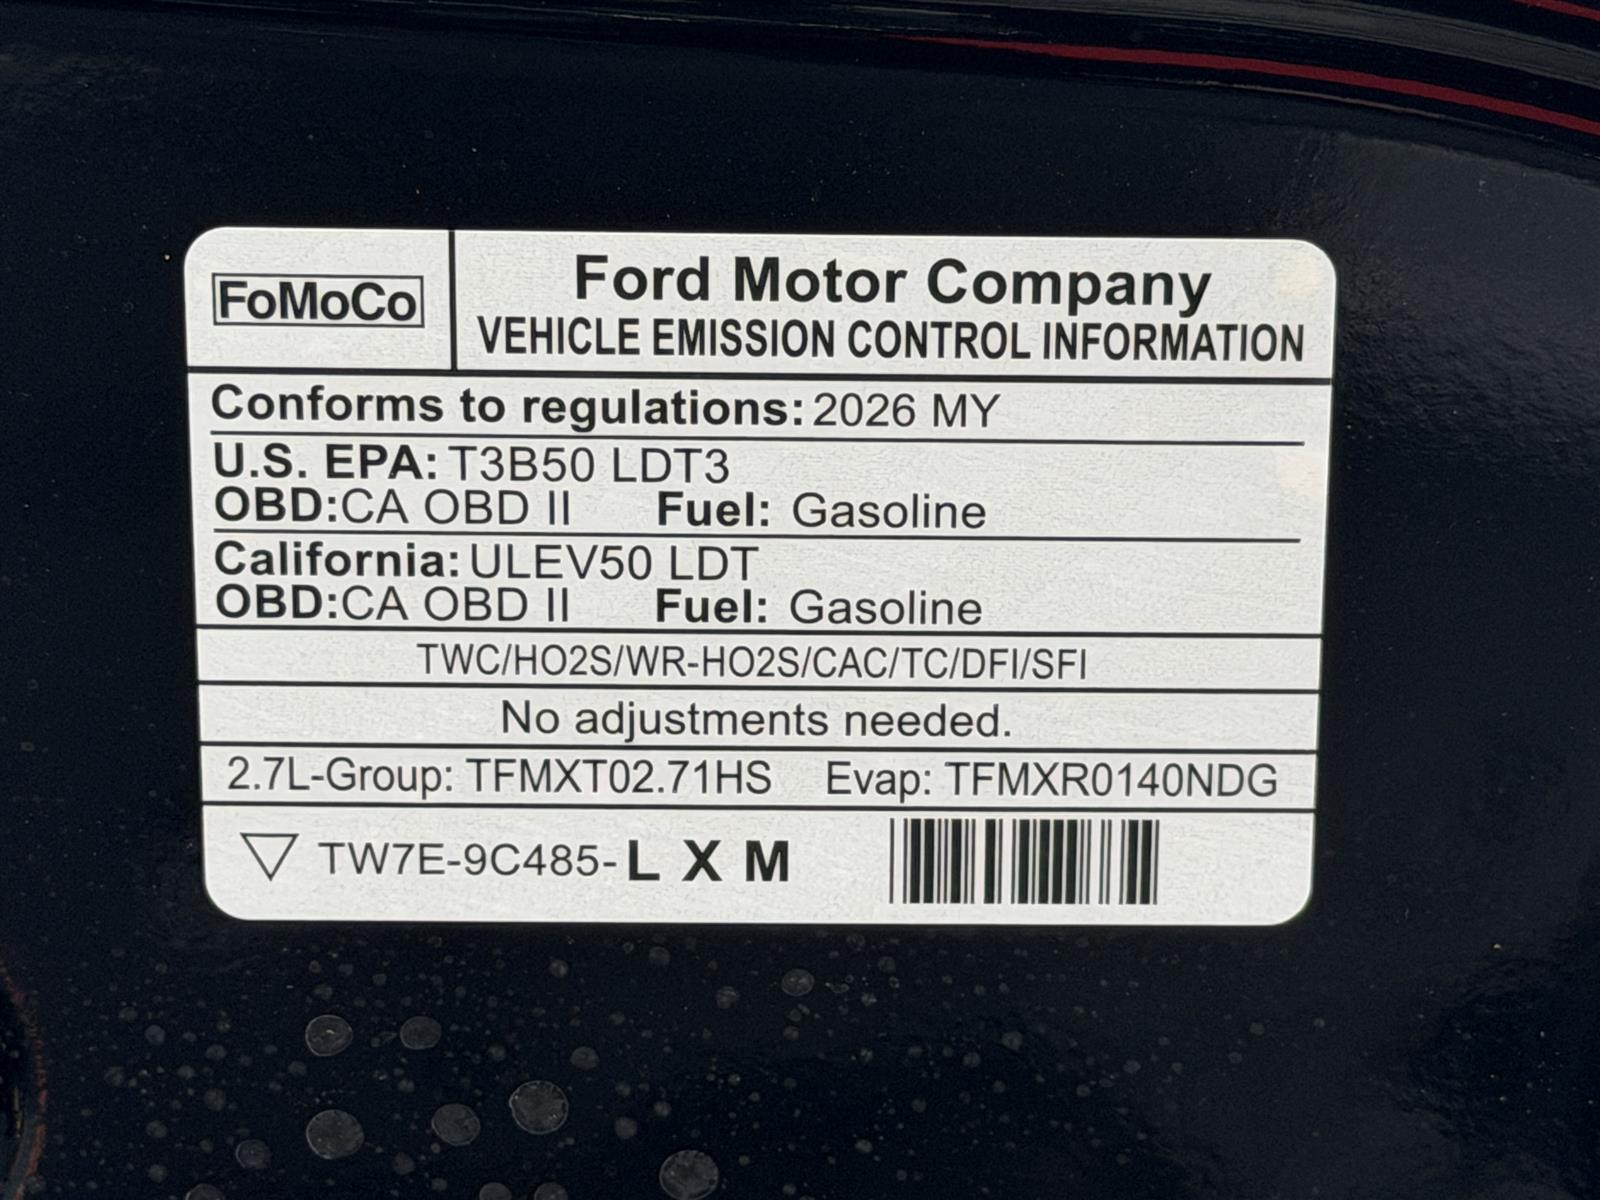 FoMoCo
Ford Motor Company
VEHICLE EMISSION CONTROL INFORMATION
Conforms to regulations: 2026 MY
U.S. EPA: T3B50 LDT3
OBD:CA OBD II Fuel: Gasoline
California: ULEV50 LDT
OBD:CA OBD II Fuel: Gasoline
TWC/HO2S/WR-HO2S/CAC/TC/DFI/SFI
No adjustments needed.
2.7L-Group: TFMXT02.71HS Evap: TFMXR0140NDG
TW7E-9C485-L X M